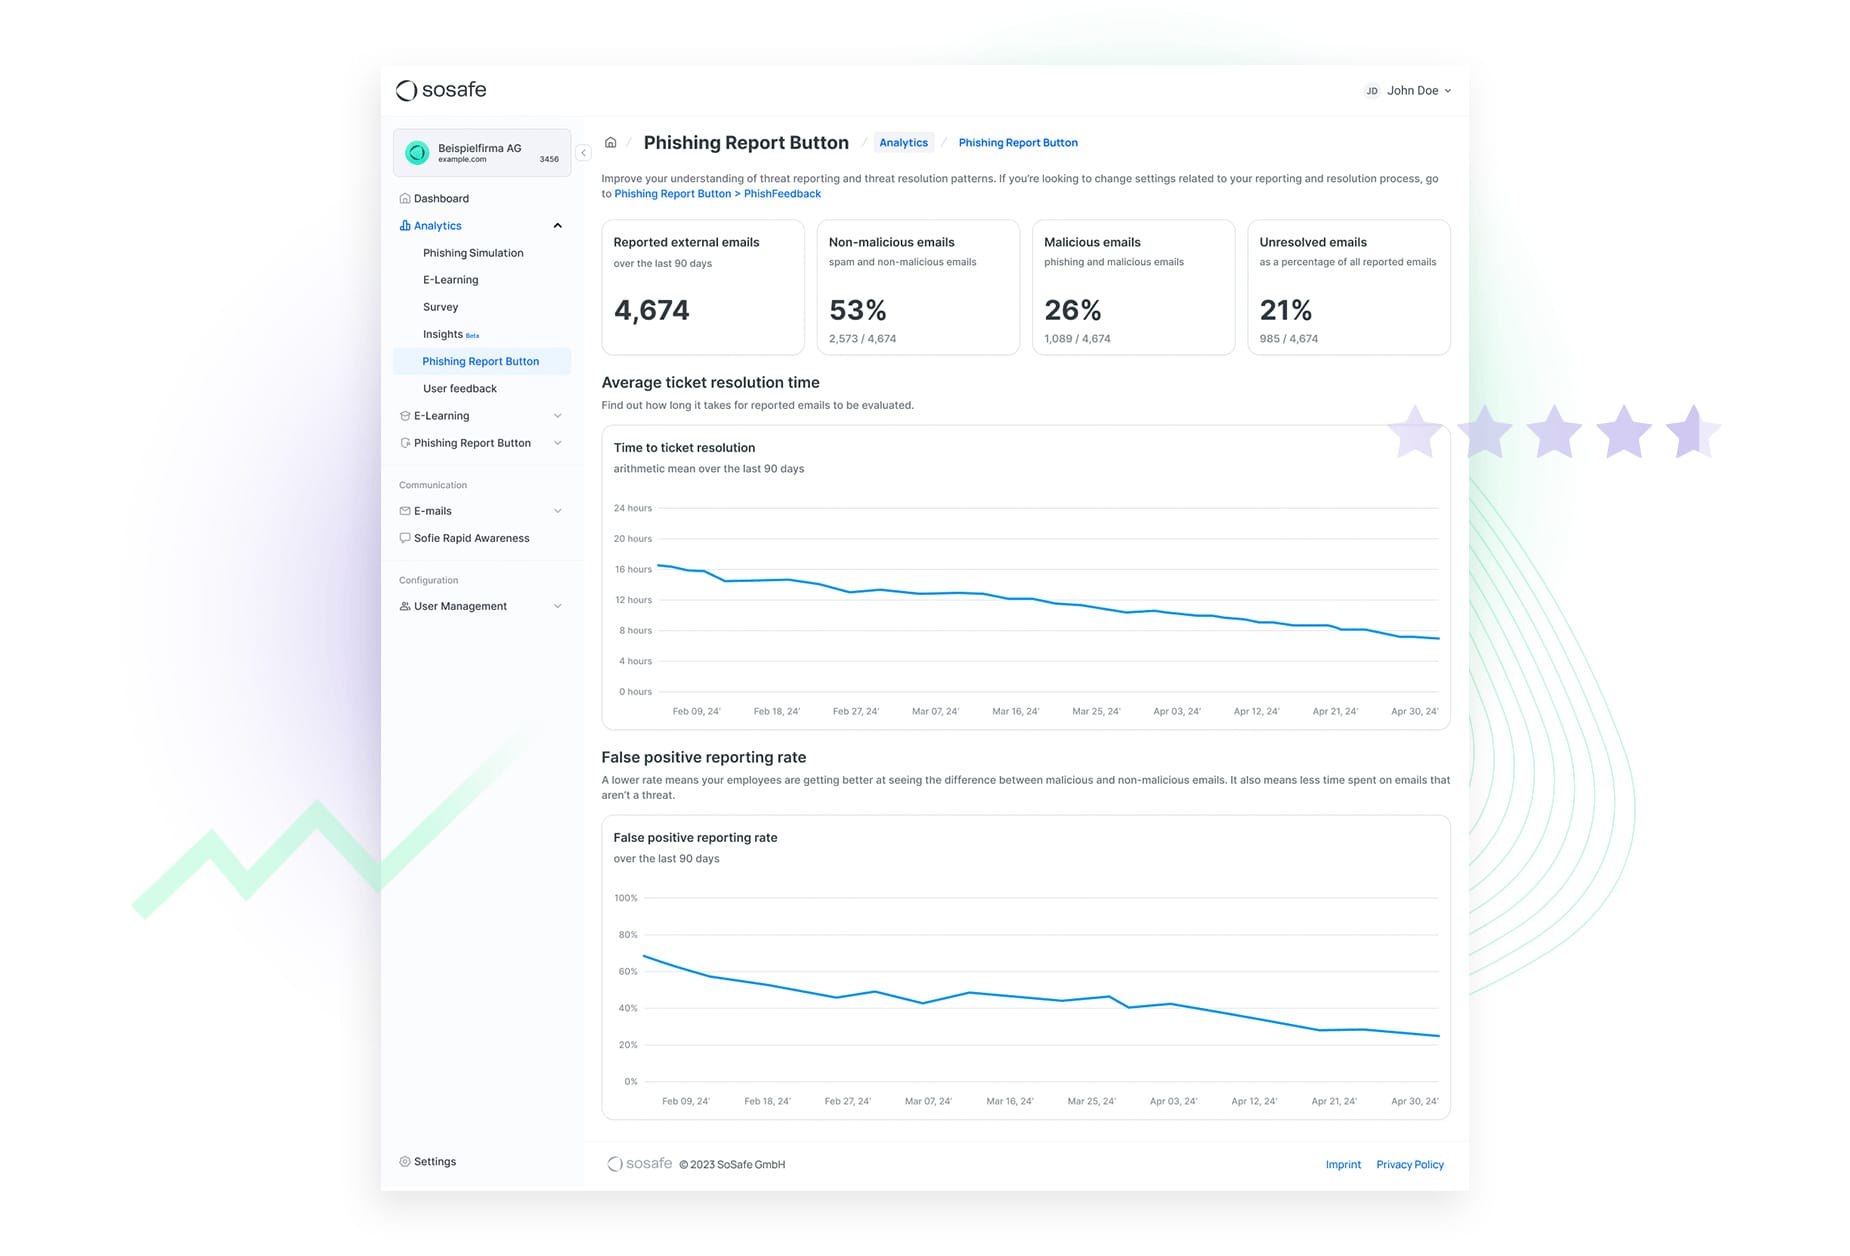 sosafe
JD John Doe
Beispielfirma AG
example.com 3456
Dashboard
Analytics
Phishing Simulation
E-Learning
Survey
Insights Beta
Phishing Report Button
User feedback
E-Learning
Phishing Report Button
Communication
E-mails
Sofie Rapid Awareness
Configuration
User Management
Settings
/ Phishing Report Button / Analytics / Phishing Report Button
Improve your understanding of threat reporting and threat resolution patterns. If you're looking to change settings related to your reporting and resolution process, go
to Phishing Report Button > PhishFeedback
Reported external emails
over the last 90 days
4,674
Non-malicious emails
spam and non-malicious emails
53%
2,573 / 4,674
Malicious emails
phishing and malicious emails
26%
1,089 / 4,674
Unresolved emails
as a percentage of all reported emails
21%
985 / 4,674
Average ticket resolution time
Find out how long it takes for reported emails to be evaluated.
Time to ticket resolution
arithmetic mean over the last 90 days
24 hours
20 hours
16 hours
12 hours
8 hours
4 hours
0 hours
Feb 09, 24' Feb 18, 24' Feb 27, 24' Mar 07, 24' Mar 16, 24' Mar 25, 24' Apr 03, 24' Apr 12, 24' Apr 21, 24' Apr 30, 24'
False positive reporting rate
A lower rate means your employees are getting better at seeing the difference between malicious and non-malicious emails. It also means less time spent on emails that
aren't a threat.
False positive reporting rate
over the last 90 days
100%
80%
60%
40%
20%
0%
Feb 09, 24' Feb 18, 24' Feb 27, 24' Mar 07, 24' Mar 16, 24' Mar 25, 24' Apr 03, 24' Apr 12, 24' Apr 21, 24' Apr 30, 24'
sosafe © 2023 SoSafe GmbH
Imprint Privacy Policy